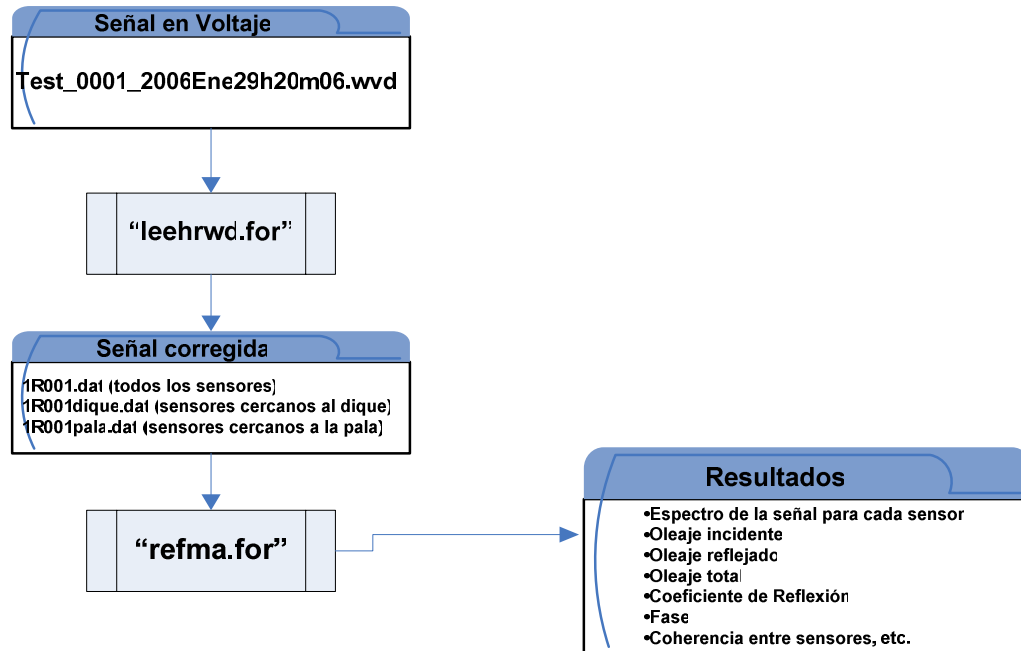 Señal en Voltaje
Test_0001_2006Ene29h20m06.wvd
“leehrwd.for”
Señal corregida
1R001.dat (todos los sensores)
1R001dique.dat (sensores cercanos al dique)
1R001pala.dat (sensores cercanos a la pala)
“refma.for”
Resultados
•Espectro de la señal para cada sensor
•Oleaje incidente
•Oleaje reflejado
•Oleaje total
•Coeficiente de Reflexión
•Fase
•Coherencia entre sensores, etc.